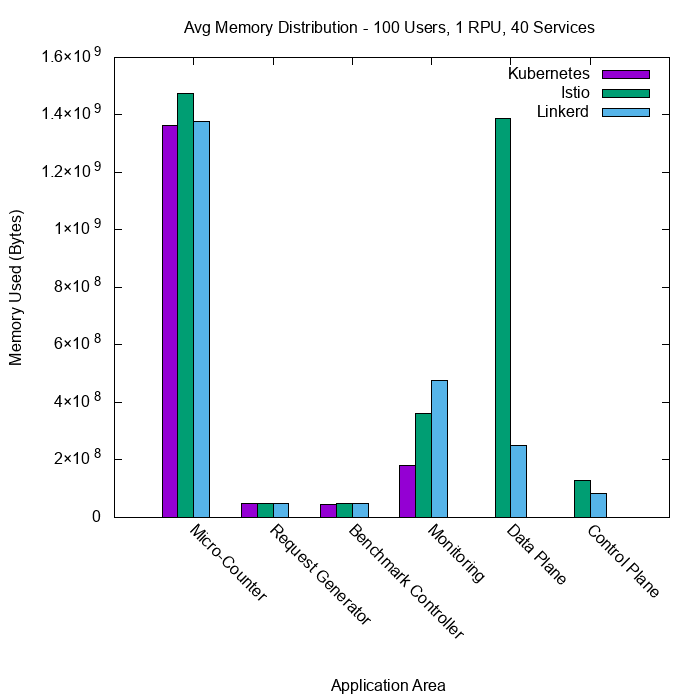 Avg Memory Distribution - 100 Users, 1 RPU, 40 Services
Kubernetes
Istio
Linkerd
1.6×10⁹
1.4×10⁹
1.2×10⁹
1×10⁹
8×10⁸
6×10⁸
4×10⁸
2×10⁸
0
Memory Used (Bytes)
Micro-Counter
Request Generator
Benchmark Controller
Monitoring
Data Plane
Control Plane
Application Area